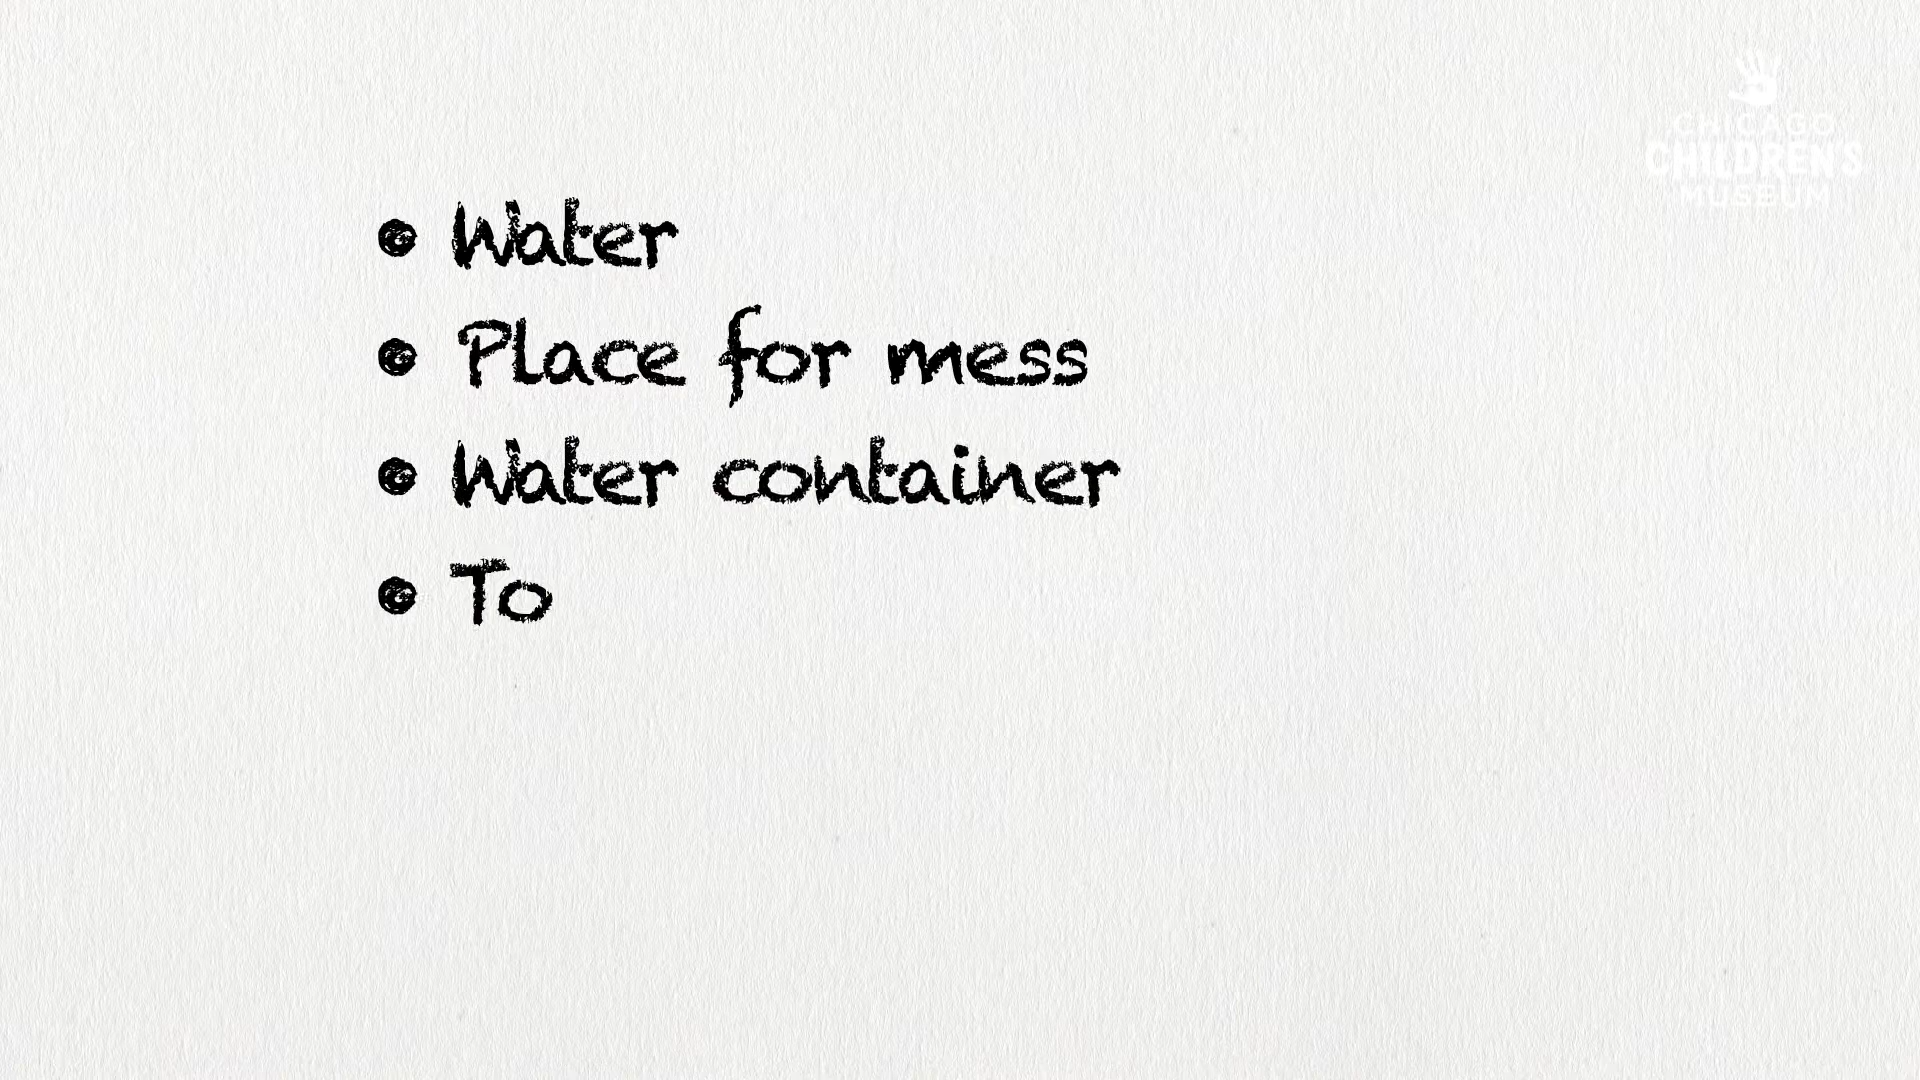 • Water
• Place for mess
• Water container
• To
CHICAGO
CHILDREN'S
MUSEUM